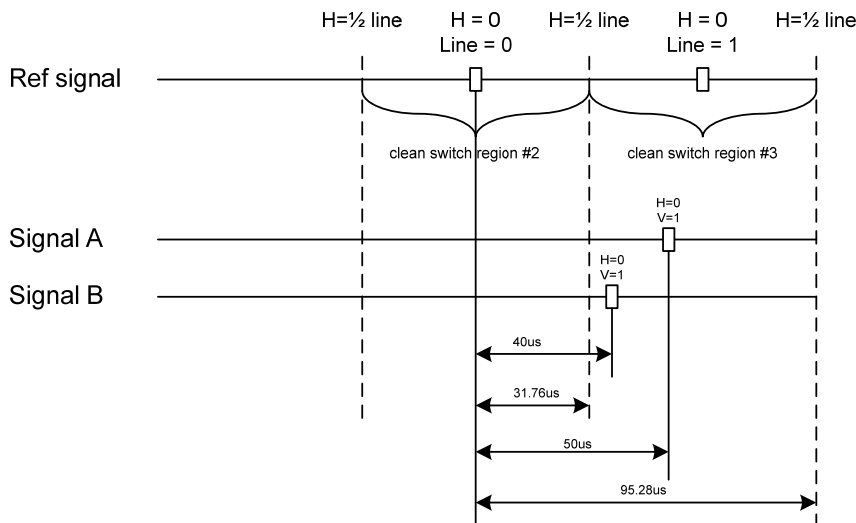 H=½ line
H = 0
Line = 0
H=½ line
H = 0
Line = 1
H=½ line
Ref signal
clean switch region #2
clean switch region #3
Signal A
H=0
V=1
Signal B
H=0
V=1
40us
31.76us
50us
95.28us